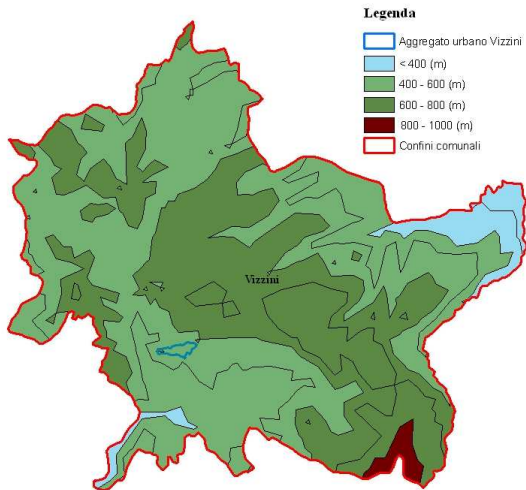 Legenda
Aggregato urbano Vizzini
< 400 (m)
400 - 600 (m)
600 - 800 (m)
800 - 1000 (m)
Confini comunali
Vizzini